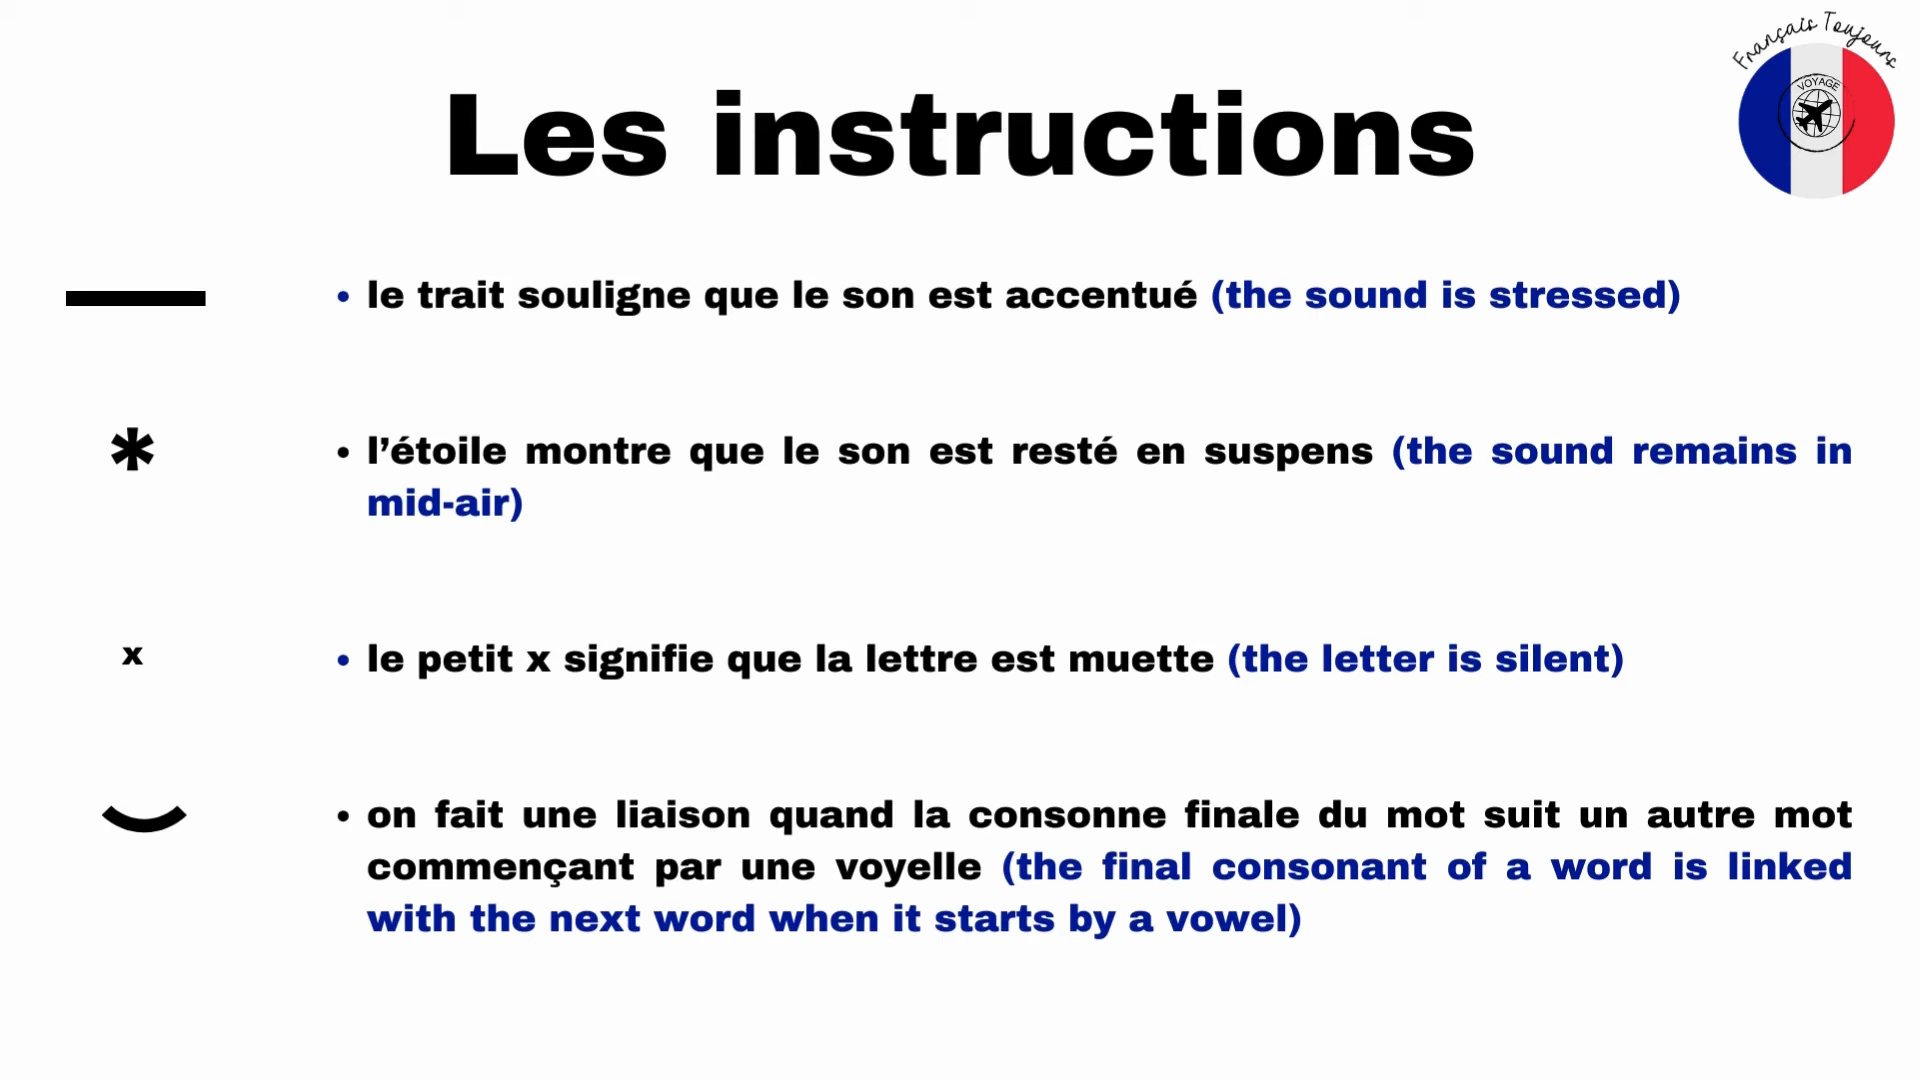 Français Toujours
VOYAGE
Les instructions
• le trait souligne que le son est accentué (the sound is stressed)
* • l’étoile montre que le son est resté en suspens (the sound remains in
mid-air)
x • le petit x signifie que la lettre est muette (the letter is silent)
• on fait une liaison quand la consonne finale du mot suit un autre mot
commençant par une voyelle (the final consonant of a word is linked
with the next word when it starts by a vowel)